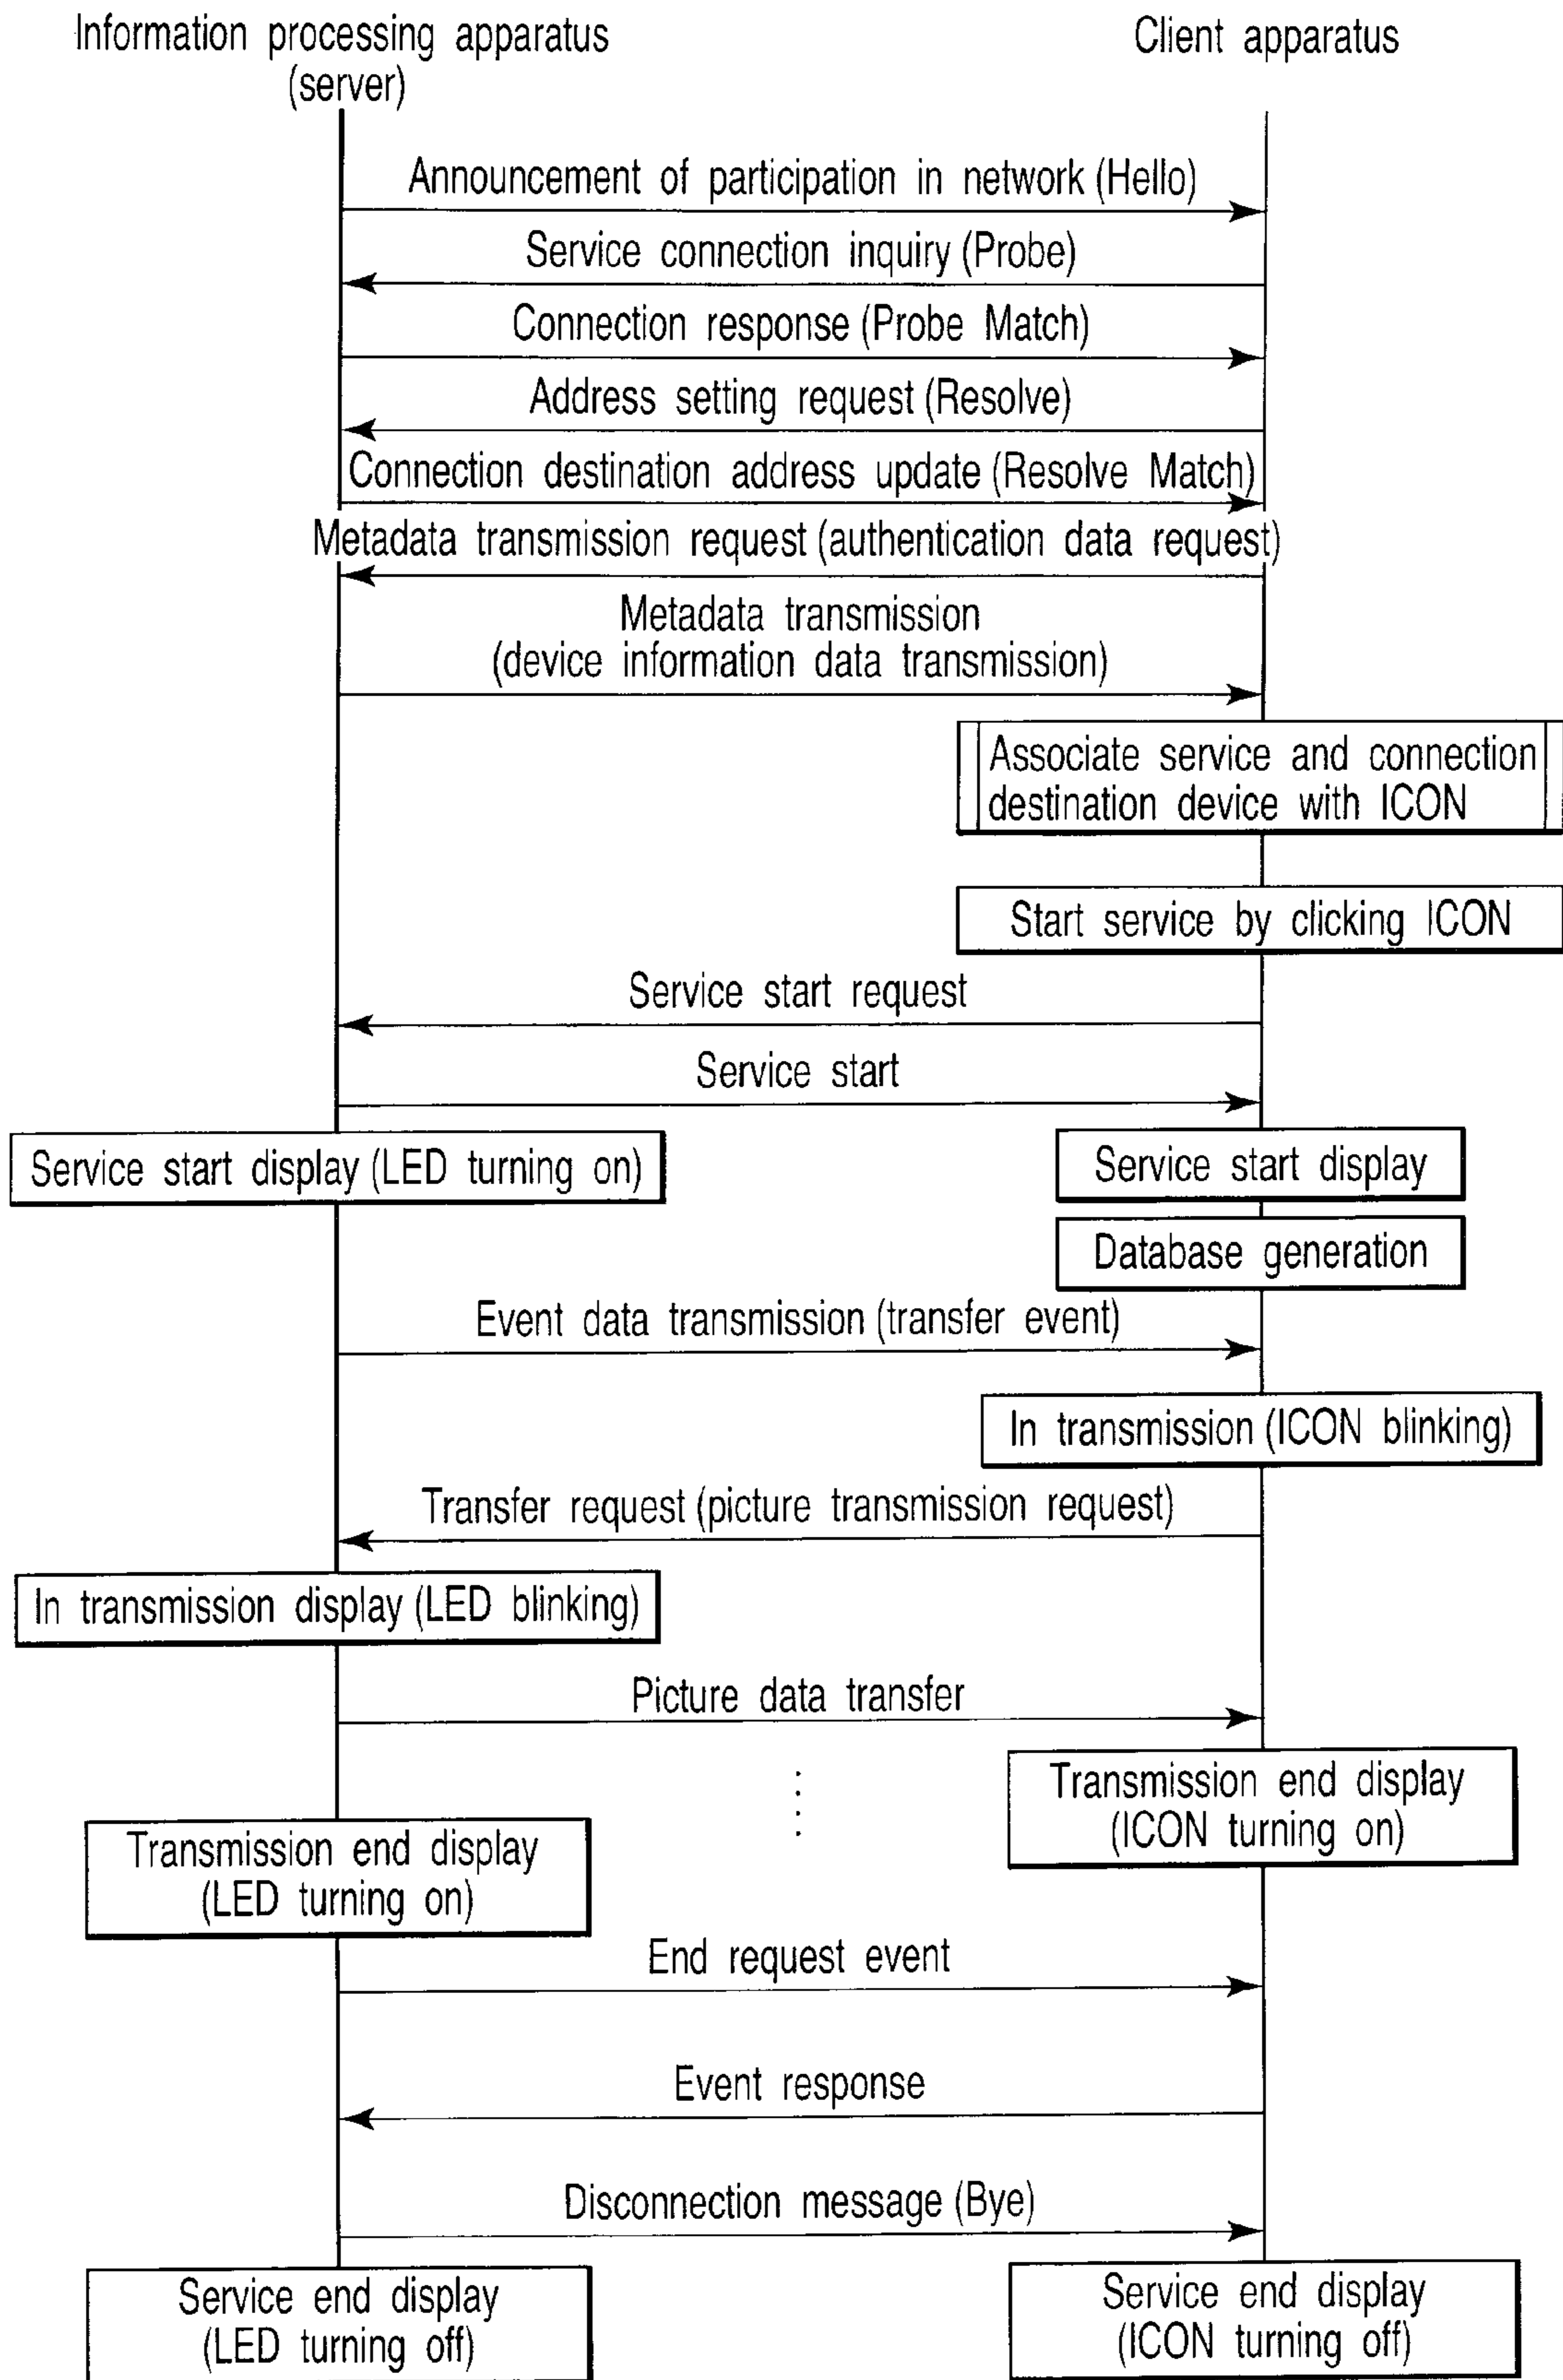 Information processing apparatus
(server)
Client apparatus
Announcement of participation in network (Hello)
Service connection inquiry (Probe)
Connection response (Probe Match)
Address setting request (Resolve)
Connection destination address update (Resolve Match)
Metadata transmission request (authentication data request)
Metadata transmission
(device information data transmission)
Associate service and connection
destination device with ICON
Start service by clicking ICON
Service start request
Service start
Service start display (LED turning on)
Service start display
Database generation
Event data transmission (transfer event)
In transmission (ICON blinking)
Transfer request (picture transmission request)
In transmission display (LED blinking)
Picture data transfer
Transmission end display
(ICON turning on)
Transmission end display
(LED turning on)
End request event
Event response
Disconnection message (Bye)
Service end display
(LED turning off)
Service end display
(ICON turning off)